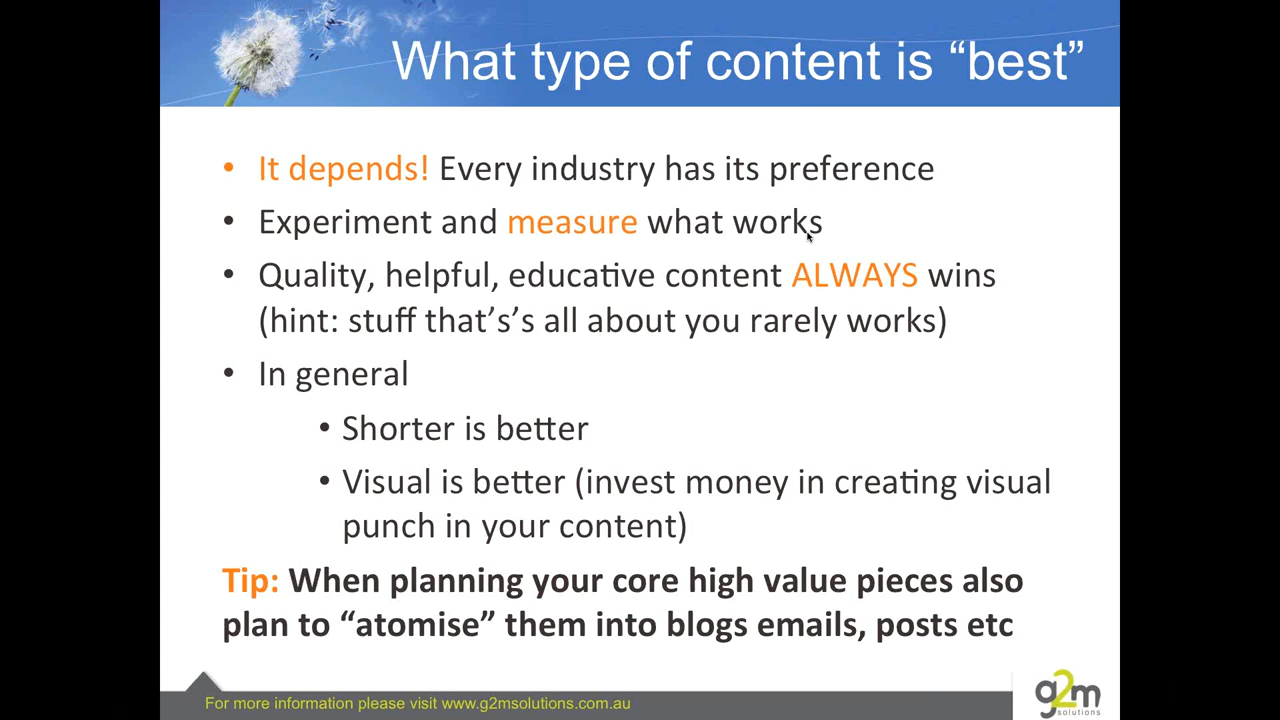 What type of content is “best”
• It depends! Every industry has its preference
• Experiment and measure what works
• Quality, helpful, educative content ALWAYS wins
(hint: stuff that’s’s all about you rarely works)
• In general
• Shorter is better
• Visual is better (invest money in creating visual
punch in your content)
Tip: When planning your core high value pieces also
plan to “atomise” them into blogs emails, posts etc
For more information please visit www.g2msolutions.com.au
g2m
solutions